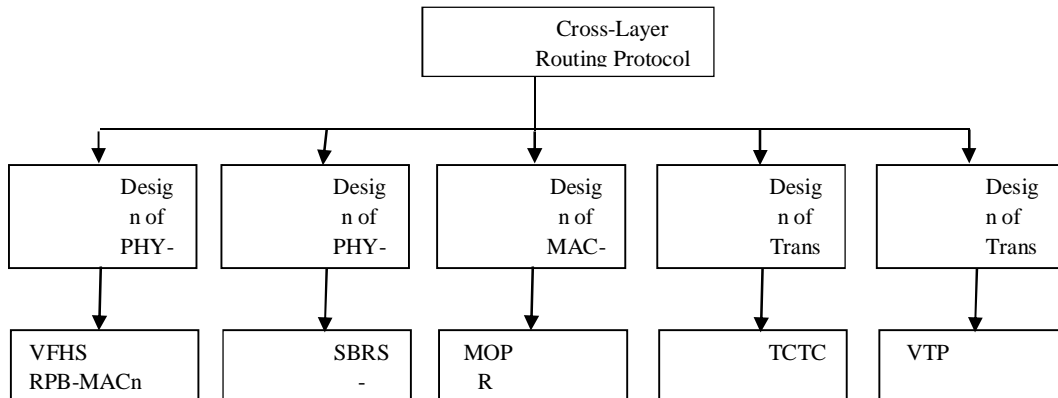 Cross-Layer
Routing Protocol
Desig
n of
PHY-
Desig
n of
PHY-
Desig
n of
MAC-
Desig
n of
Trans
Desig
n of
Trans
VFHS
RPB-MACn
SBRS
-
MOP
R
TCTC
VTP